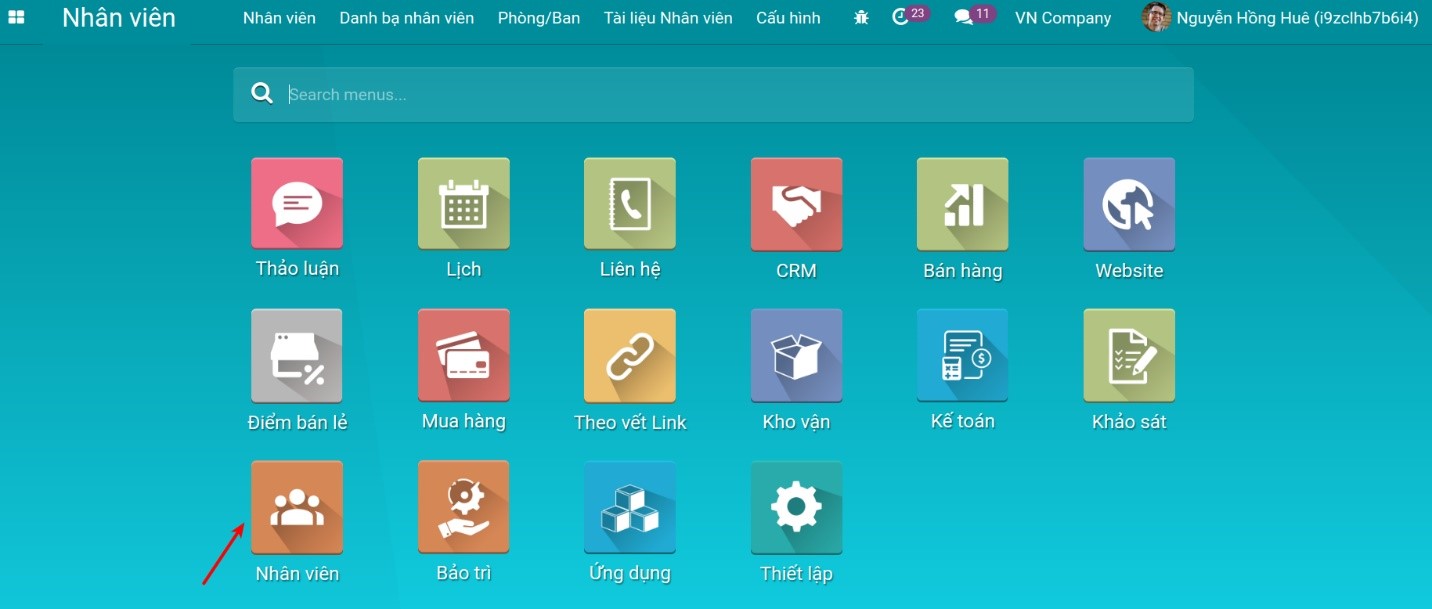 Nhân viên Nhân viên Danh bạ nhân viên Phòng/Ban Tài liệu Nhân viên Cấu hình 23 11 VN Company Nguyễn Hồng Huê (i9zclhb7b6i4)
Search menus...
Thảo luận Lịch Liên hệ CRM Bán hàng Website
Điểm bán lẻ Mua hàng Theo vết Link Kho vận Kế toán Khảo sát
Nhân viên Bảo trì Ứng dụng Thiết lập